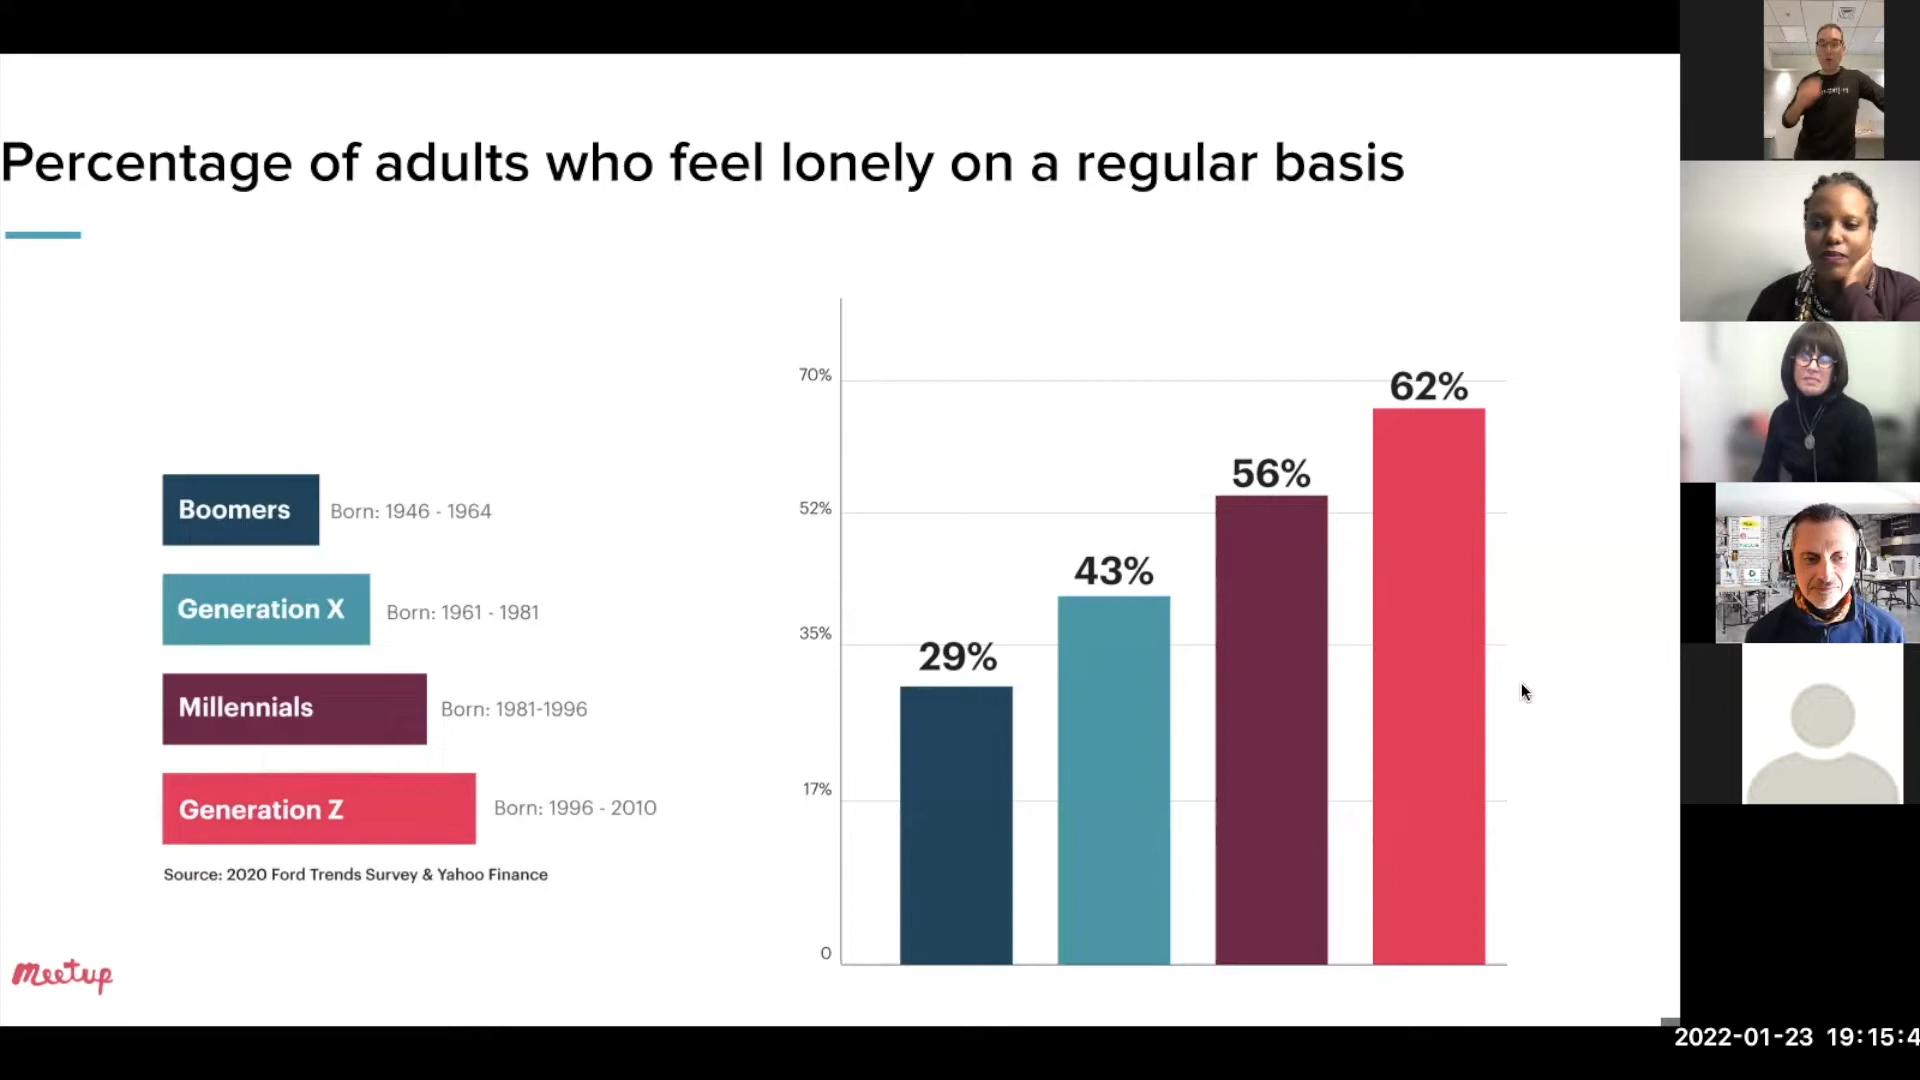 Percentage of adults who feel lonely on a regular basis
Boomers Born: 1946 - 1964
Generation X Born: 1961 - 1981
Millennials Born: 1981-1996
Generation Z Born: 1996 - 2010
Source: 2020 Ford Trends Survey & Yahoo Finance
70%
52%
35%
17%
0
29%
43%
56%
62%
Meetup
2022-01-23 19:15:4